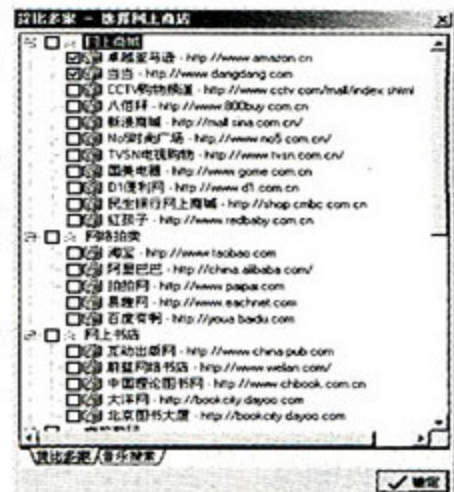 货比多家 - 选择网上商店
网上商城
卓越亚马逊 - http://www.amazon.cn
当当 - http://www.dangdang.com
CCTV购物频道 - http://www.cctv.com/mall/index.shtml
八佰拜 - http://www.800buy.com.cn
新浪商城 - http://mall.sina.com.cn/
No5时尚广场 - http://www.no5.com.cn/
TVSN电视购物 - http://www.tvsn.com.cn/
国美电器 - http://www.gome.com.cn
D1便利网 - http://www.d1.com.cn
民生银行网上商城 - http://shop.cmbc.com.cn
红孩子 - http://www.redbaby.com.cn
网络拍卖
淘宝 - http://www.taobao.com
阿里巴巴 - http://china.alibaba.com/
拍拍网 - http://www.paipai.com
易趣网 - http://www.eachnet.com
百度有啊 - http://youa.baidu.com
网上书店
互动出版网 - http://www.china-pub.com
蔚蓝网络书店 - http://www.welan.com/
中国理论图书网 - http://www.chbook.com.cn
大洋网 - http://bookcity.dayoo.com
北京图书大厦 - http://bookcity.dayoo.com
货比多家
音乐搜索
确定